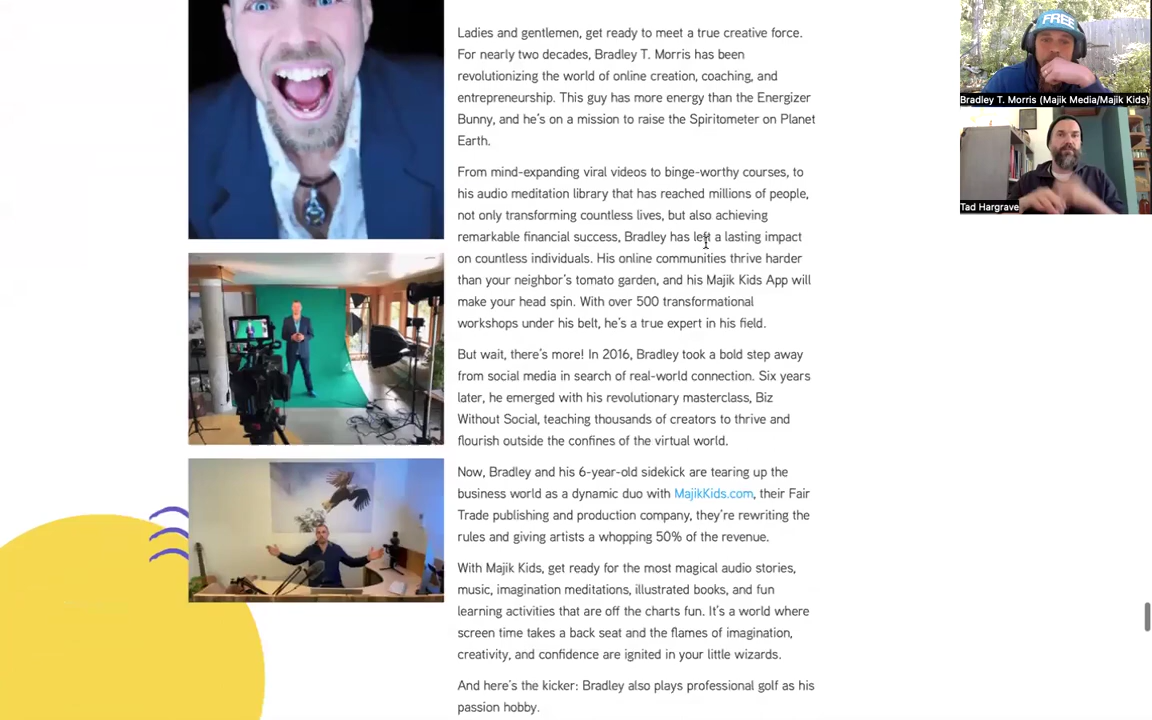 Ladies and gentlemen, get ready to meet a true creative force.
For nearly two decades, Bradley T. Morris has been
revolutionizing the world of online creation, coaching, and
entrepreneurship. This guy has more energy than the Energizer
Bunny, and he's on a mission to raise the Spiritometer on Planet
Earth.
From mind-expanding viral videos to binge-worthy courses, to
his audio meditation library that has reached millions of people,
not only transforming countless lives, but also achieving
remarkable financial success, Bradley has left a lasting impact
on countless individuals. His online communities thrive harder
than your neighbor's tomato garden, and his Majik Kids App will
make your head spin. With over 500 transformational
workshops under his belt, he's a true expert in his field.
But wait, there's more! In 2016, Bradley took a bold step away
from social media in search of real-world connection. Six years
later, he emerged with his revolutionary masterclass, Biz
Without Social, teaching thousands of creators to thrive and
flourish outside the confines of the virtual world.
Now, Bradley and his 6-year-old sidekick are tearing up the
business world as a dynamic duo with MajikKids.com, their Fair
Trade publishing and production company, they're rewriting the
rules and giving artists a whopping 50% of the revenue.
With Majik Kids, get ready for the most magical audio stories,
music, imagination meditations, illustrated books, and fun
learning activities that are off the charts fun. It's a world where
screen time takes a back seat and the flames of imagination,
creativity, and confidence are ignited in your little wizards.
And here's the kicker: Bradley also plays professional golf as his
passion hobby.
FREE
Bradley T. Morris (Majik Media/Majik Kids)
Tad Hargrave